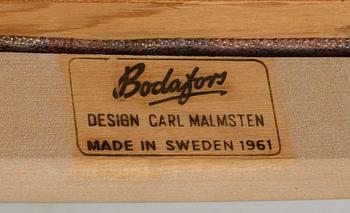 Bodafors
DESIGN CARL MALMSTEN
MADE IN SWEDEN 1961